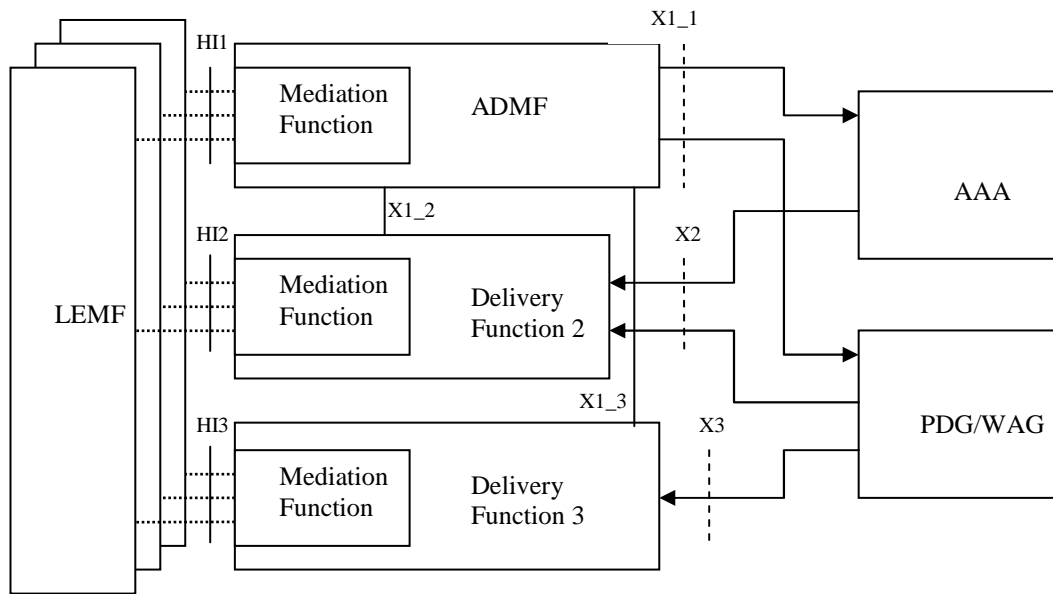 X1_1
HI1
Mediation
Function
ADMF
AAA
X1_2
HI2
X2
Mediation
Function
Delivery
Function 2
LEMF
X1_3
HI3
X3
PDG/WAG
Mediation
Function
Delivery
Function 3